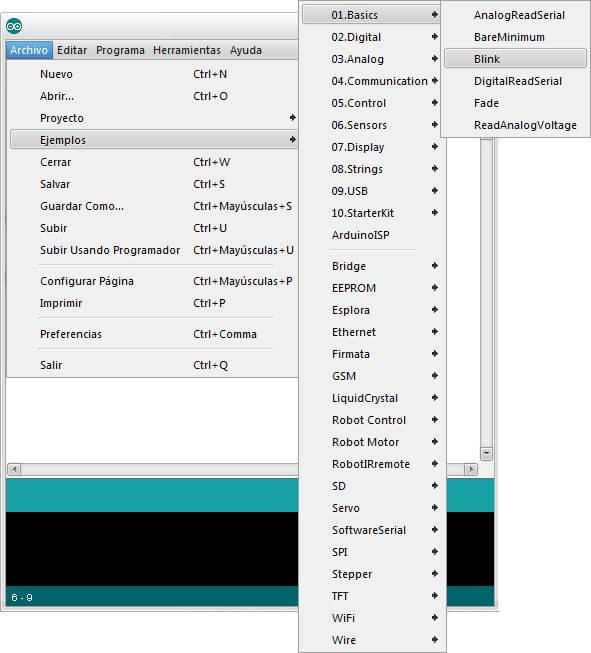 Archivo Editar Programa Herramientas Ayuda
Nuevo Ctrl+N
Abrir... Ctrl+O
Proyecto
Ejemplos
Cerrar Ctrl+W
Salvar Ctrl+S
Guardar Como... Ctrl+Mayúsculas+S
Subir Ctrl+U
Subir Usando Programador Ctrl+Mayúsculas+U
Configurar Página Ctrl+Mayúsculas+P
Imprimir Ctrl+P
Preferencias Ctrl+Comma
Salir Ctrl+Q
01.Basics
02.Digital
03.Analog
04.Communication
05.Control
06.Sensors
07.Display
08.Strings
09.USB
10.StarterKit
ArduinoISP
Bridge
EEPROM
Esplora
Ethernet
Firmata
GSM
LiquidCrystal
Robot Control
Robot Motor
RobotIRremote
SD
Servo
SoftwareSerial
SPI
Stepper
TFT
WiFi
Wire
AnalogReadSerial
BareMinimum
Blink
DigitalReadSerial
Fade
ReadAnalogVoltage
6 - 9